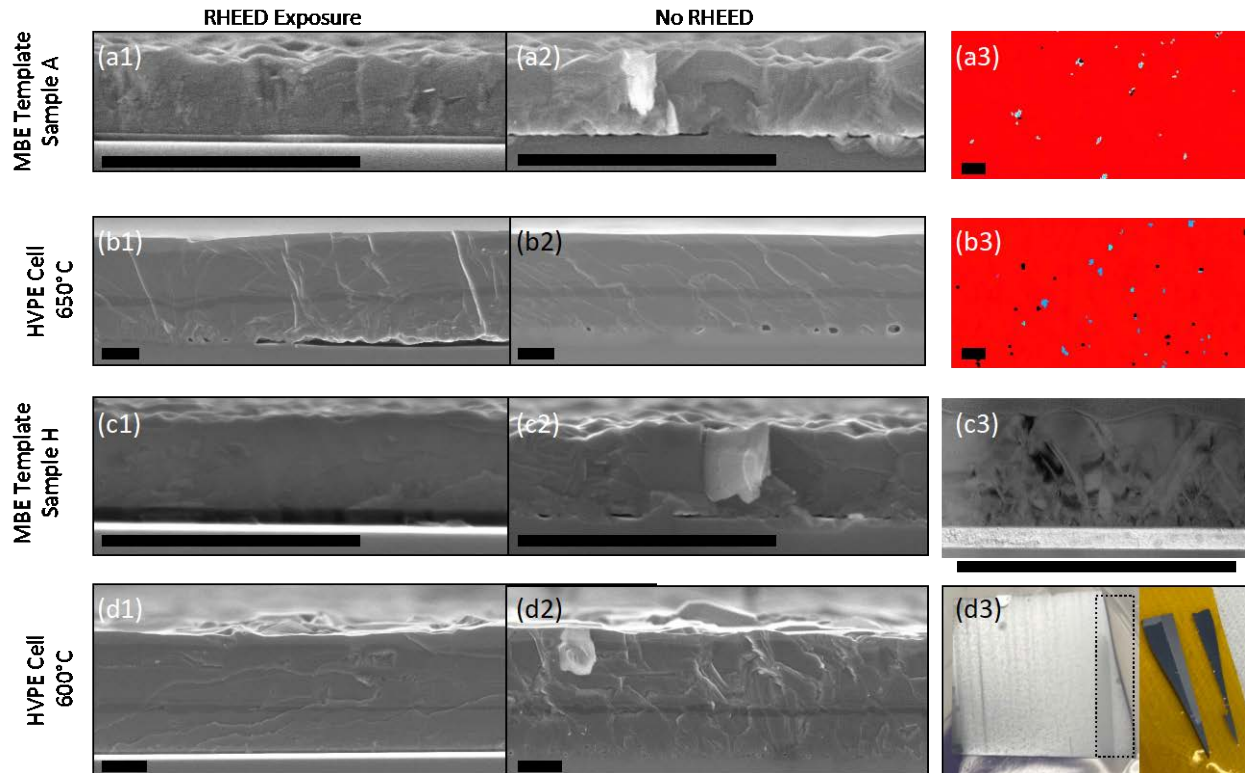 RHEED Exposure
No RHEED
MBE Template
Sample A
(a1)
(a2)
(a3)
HVPE Cell
650°C
(b1)
(b2)
(b3)
MBE Template
Sample H
(c1)
(c2)
(c3)
HVPE Cell
600°C
(d1)
(d2)
(d3)